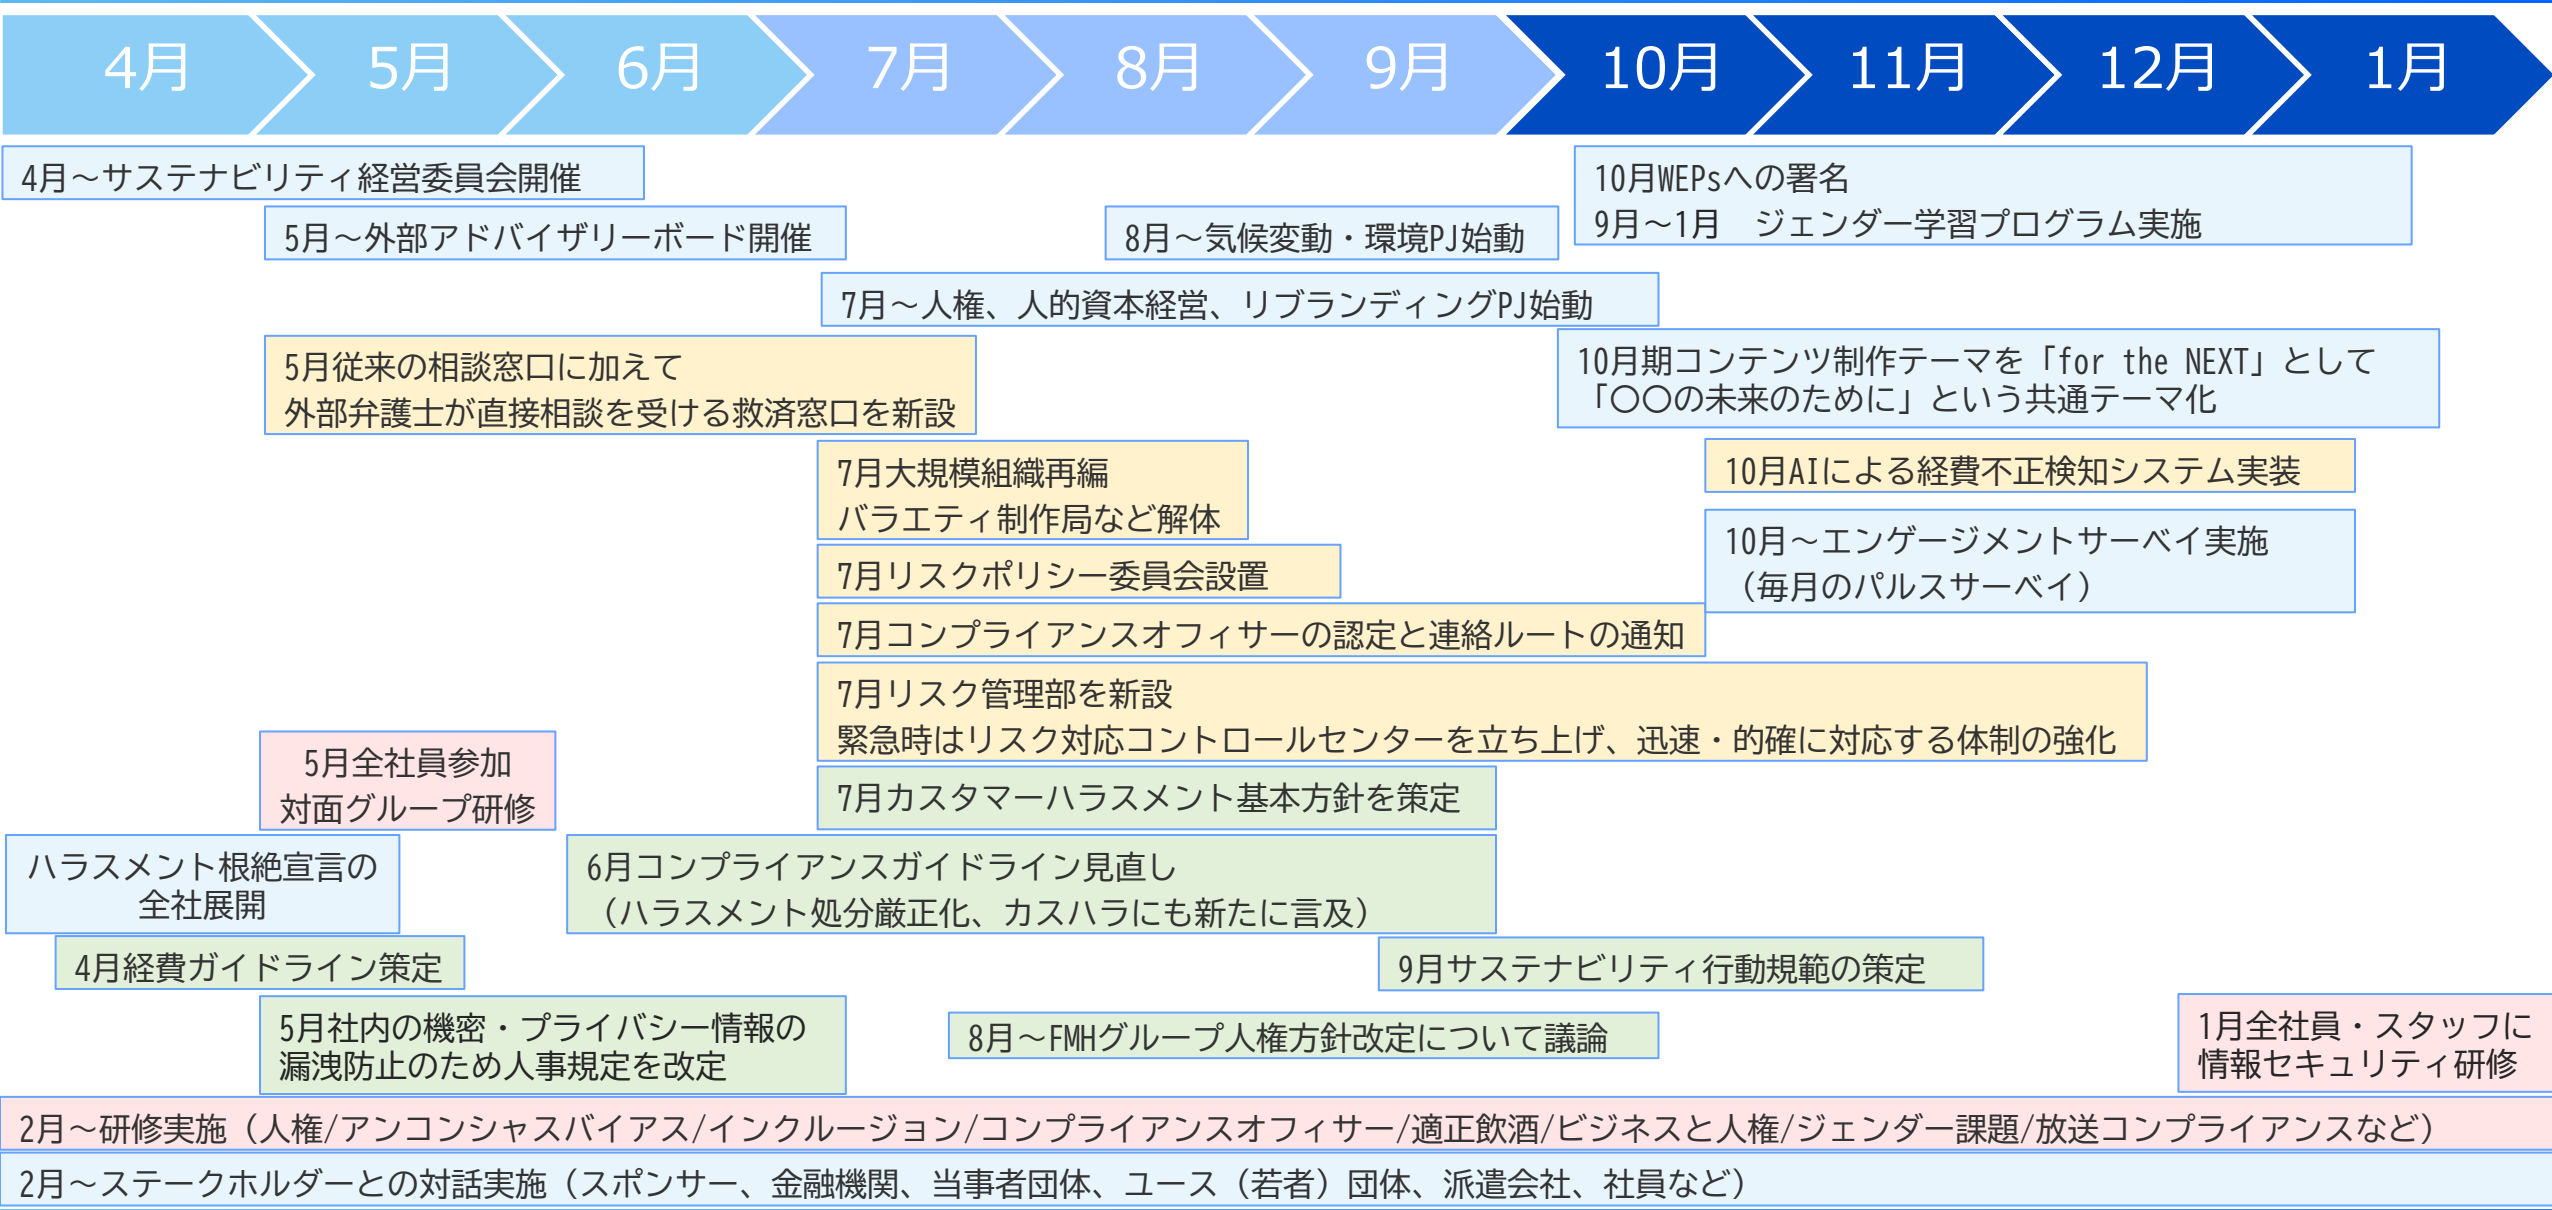 4月
5月
6月
7月
8月
9月
10月
11月
12月
1月
4月～サステナビリティ経営委員会開催
10月WEPsへの署名
9月～1月　ジェンダー学習プログラム実施
5月～外部アドバイザリーボード開催
8月～気候変動・環境PJ始動
7月～人権、人的資本経営、リブランディングPJ始動
5月従来の相談窓口に加えて
外部弁護士が直接相談を受ける救済窓口を新設
10月期コンテンツ制作テーマを「for the NEXT」として
「〇〇の未来のために」という共通テーマ化
7月大規模組織再編
バラエティ制作局など解体
10月AIによる経費不正検知システム実装
7月リスクポリシー委員会設置
10月～エンゲージメントサーベイ実施
（毎月のパルスサーベイ）
7月コンプライアンスオフィサーの認定と連絡ルートの通知
7月リスク管理部を新設
緊急時はリスク対応コントロールセンターを立ち上げ、迅速・的確に対応する体制の強化
5月全社員参加
対面グループ研修
7月カスタマーハラスメント基本方針を策定
ハラスメント根絶宣言の
全社展開
6月コンプライアンスガイドライン見直し
（ハラスメント処分厳正化、カスハラにも新たに言及）
4月経費ガイドライン策定
9月サステナビリティ行動規範の策定
5月社内の機密・プライバシー情報の
漏洩防止のため人事規定を改定
8月～FMHグループ人権方針改定について議論
1月全社員・スタッフに
情報セキュリティ研修
2月～研修実施（人権/アンコンシャスバイアス/インクルージョン/コンプライアンスオフィサー/適正飲酒/ビジネスと人権/ジェンダー課題/放送コンプライアンスなど）
2月～ステークホルダーとの対話実施（スポンサー、金融機関、当事者団体、ユース（若者）団体、派遣会社、社員など）